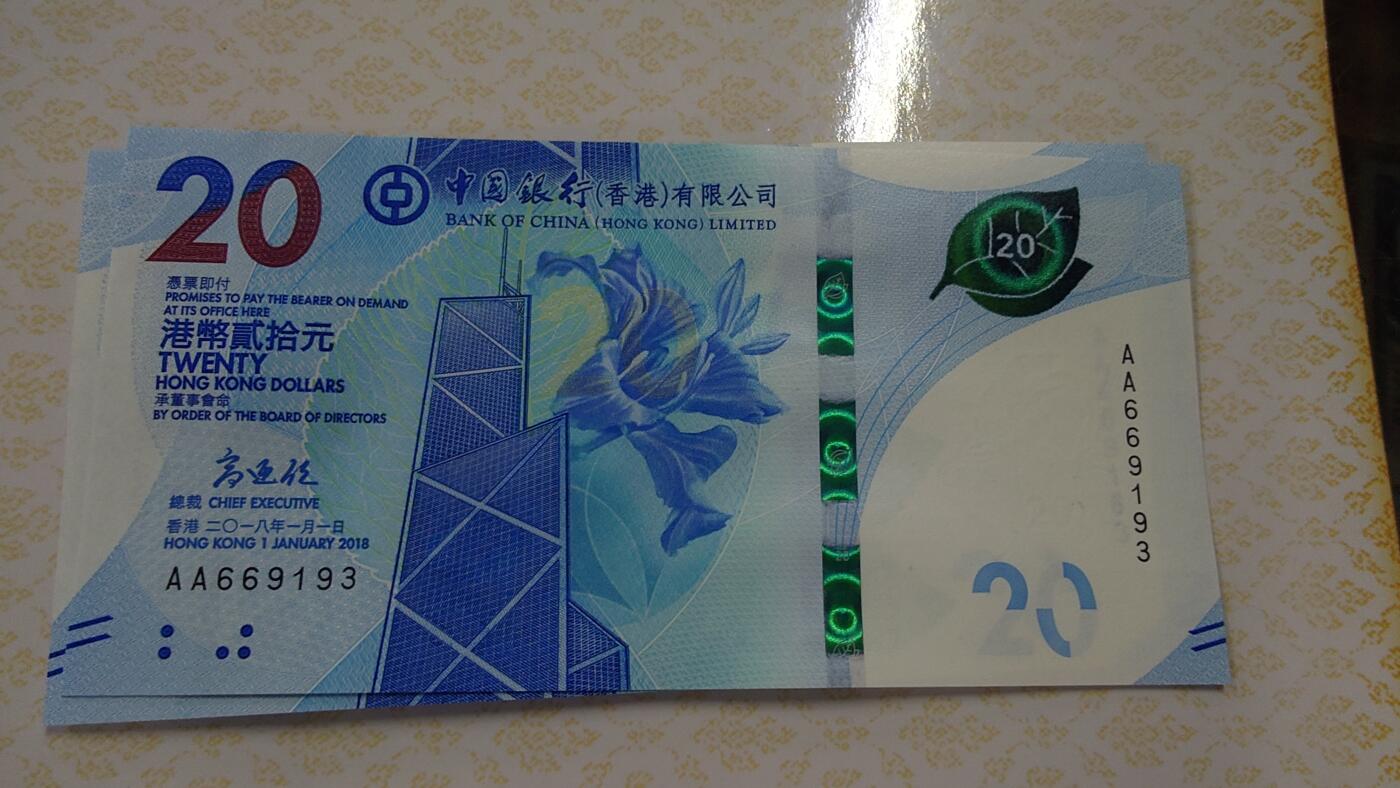 20
中国银行(香港)有限公司
BANK OF CHINA (HONG KONG) LIMITED
憑票即付
PROMISES TO PAY THE BEARER ON DEMAND
AT ITS OFFICE HERE
港幣貳拾元
TWENTY
HONG KONG DOLLARS
承董事會命
BY ORDER OF THE BOARD OF DIRECTORS
高迎欣
總裁 CHIEF EXECUTIVE
香港 二〇一八年一月一日
HONG KONG 1 JANUARY 2018
AA669193
20
AA669193
20